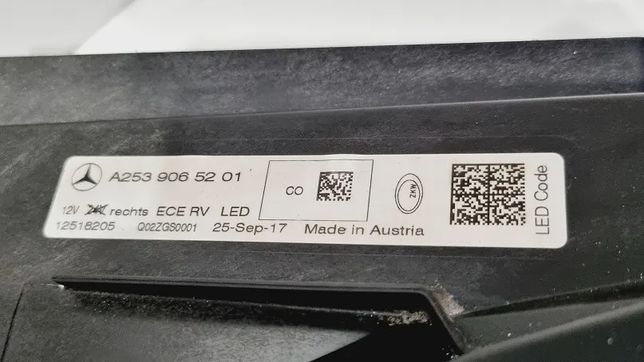 A253 906 52 01
CO
ZKW
12V 24V rechts ECE RV LED
12518205 Q02ZGS0001 25-Sep-17 Made in Austria
LED Code